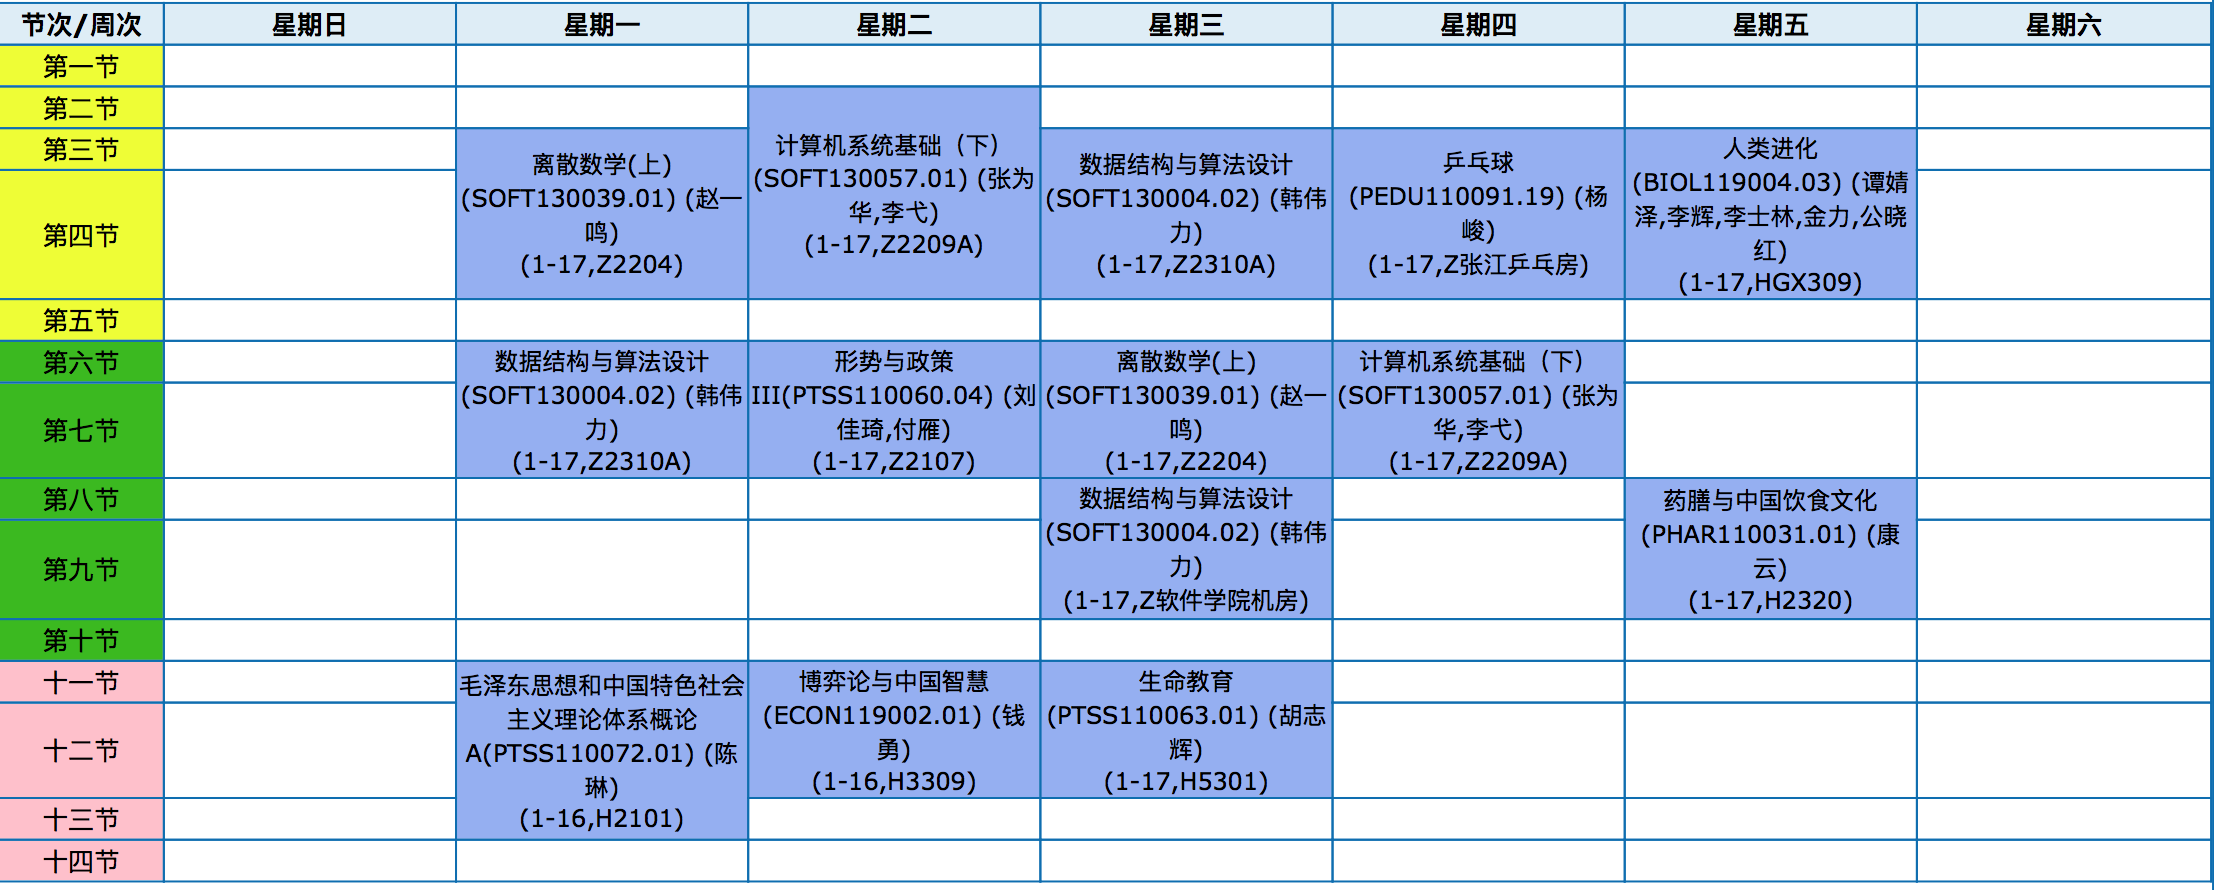 节次/周次 星期日 星期一 星期二 星期三 星期四 星期五 星期六
第一节
第二节
第三节
第四节
离散数学(上)
(SOFT130039.01) (赵一
鸣)
(1-17,Z2204)
计算机系统基础（下）
(SOFT130057.01) (张为
华,李弋)
(1-17,Z2209A)
数据结构与算法设计
(SOFT130004.02) (韩伟
力)
(1-17,Z2310A)
乒乓球
(PEDU110091.19) (杨
峻)
(1-17,Z张江乒乓房)
人类进化
(BIOL119004.03) (谭婧
泽,李辉,李士林,金力,公晓
红)
(1-17,HGX309)
第五节
第六节
第七节
数据结构与算法设计
(SOFT130004.02) (韩伟
力)
(1-17,Z2310A)
形势与政策
III(PTSS110060.04) (刘
佳琦,付雁)
(1-17,Z2107)
离散数学(上)
(SOFT130039.01) (赵一
鸣)
(1-17,Z2204)
计算机系统基础（下）
(SOFT130057.01) (张为
华,李弋)
(1-17,Z2209A)
第八节
第九节
数据结构与算法设计
(SOFT130004.02) (韩伟
力)
(1-17,Z软件学院机房)
药膳与中国饮食文化
(PHAR110031.01) (康
云)
(1-17,H2320)
第十节
十一节
十二节
十三节
毛泽东思想和中国特色社会
主义理论体系概论
A(PTSS110072.01) (陈
琳)
(1-16,H2101)
博弈论与中国智慧
(ECON119002.01) (钱
勇)
(1-16,H3309)
生命教育
(PTSS110063.01) (胡志
辉)
(1-17,H5301)
十四节